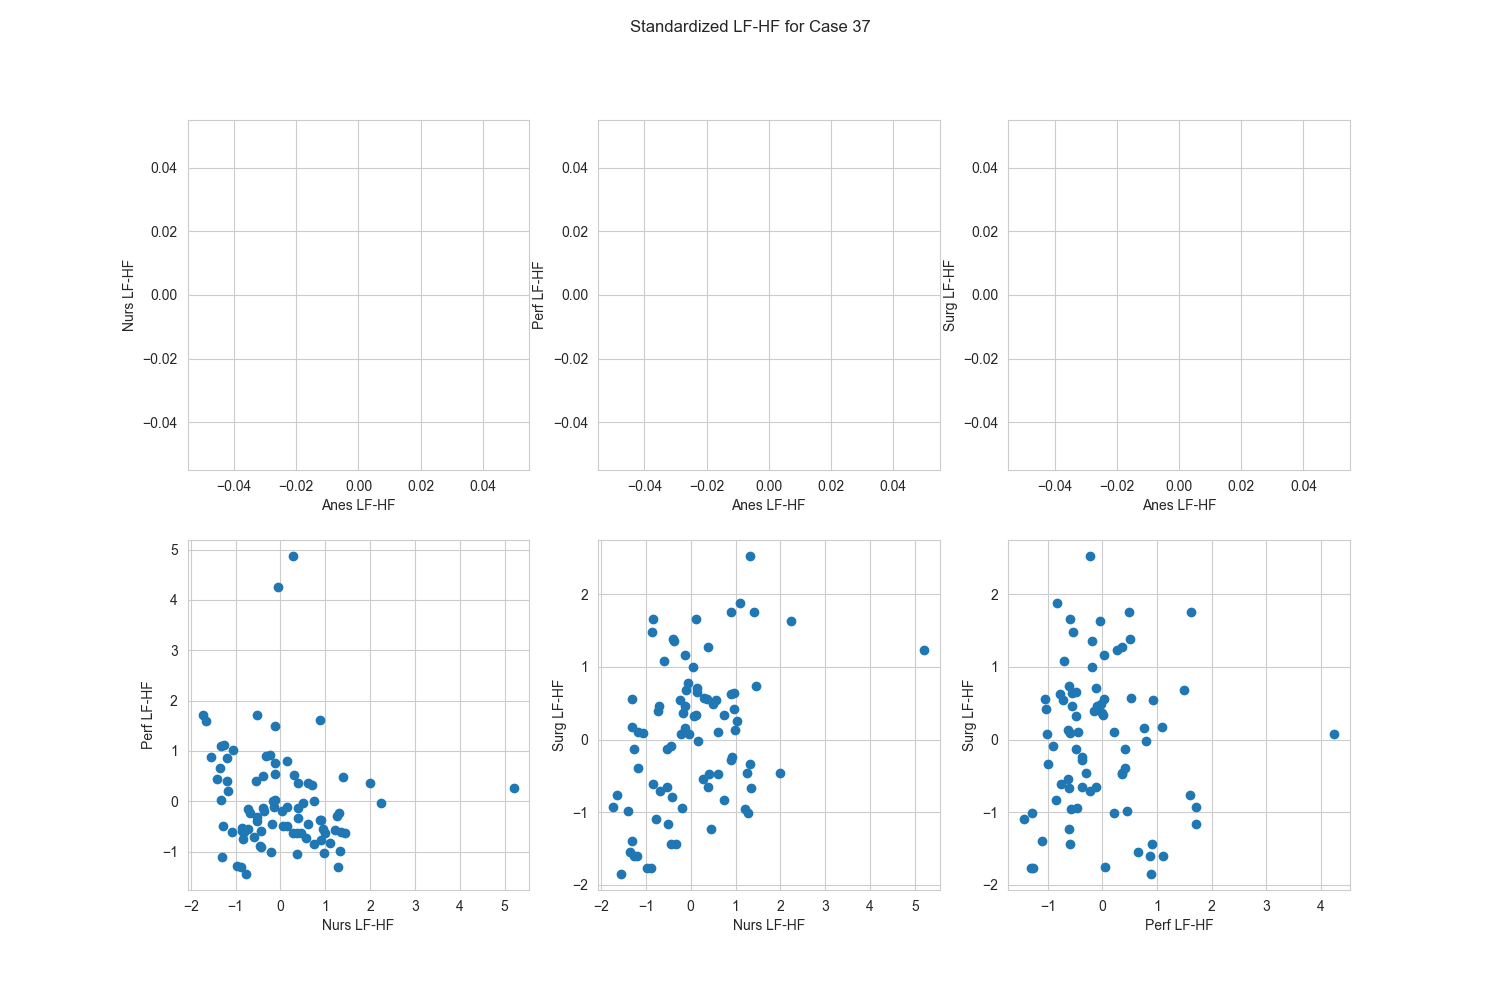 Standardized LF-HF for Case 37
0.04
0.02
0.00
−0.02
−0.04
Nurs LF-HF
−0.04 −0.02 0.00 0.02 0.04
Anes LF-HF
0.04
0.02
0.00
−0.02
−0.04
Perf LF-HF
−0.04 −0.02 0.00 0.02 0.04
Anes LF-HF
0.04
0.02
0.00
−0.02
−0.04
Surg LF-HF
−0.04 −0.02 0.00 0.02 0.04
Anes LF-HF
5
4
3
2
1
0
−1
Perf LF-HF
−2 −1 0 1 2 3 4 5
Nurs LF-HF
2
1
0
−1
−2
Surg LF-HF
−2 −1 0 1 2 3 4 5
Nurs LF-HF
2
1
0
−1
−2
Surg LF-HF
−1 0 1 2 3 4
Perf LF-HF